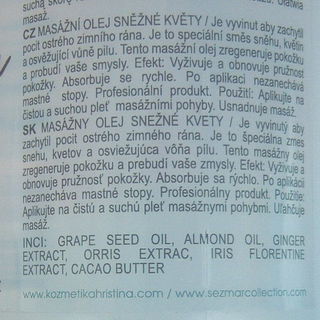 suchú
masáž.
CZ MASÁŽNÍ OLEJ SNĚŽNÉ KVĚTY / Je vyvinut aby zachytil
pocit ostrého zimního rána. Je to speciální směs sněhu, květin
a osvěžující vůně pilu. Tento masážní olej zregeneruje pokožku
a probudí vaše smysly. Efekt: Vyživuje a obnovuje pružnost
pokožky. Absorbuje se rychle. Po aplikaci nezanechává
mastné stopy. Profesionální produkt. Použití: Aplikujte na
čistou a suchou pleť masážními pohyby. Usnadnuje masáž.
SK MASÁŽNY OLEJ SNEŽNÉ KVETY / Je vyvinutý aby
zachytil pocit ostrého zimného rána. Je to špeciálna zmes
snehu, kvetov a osviežujúca vôňa pílu. Tento masážny olej
zregeneruje pokožku a prebudí vaše zmysly. Efekt: Vyživuje a
obnovuje pružnosť pokožky. Absorbuje sa rýchlo. Po aplikácii
nezanecháva mastné stopy. Profesionálny produkt. Použitie:
Aplikujte na čistú a suchú pleť masážnymi pohybmi. Uľahčuje
masáž.
INCI: GRAPE SEED OIL, ALMOND OIL, GINGER
EXTRACT, ORRIS EXTRAC, IRIS FLORENTINE
EXTRACT, CACAO BUTTER
www.kozmetikahristina.com / www.sezmarcollection.com